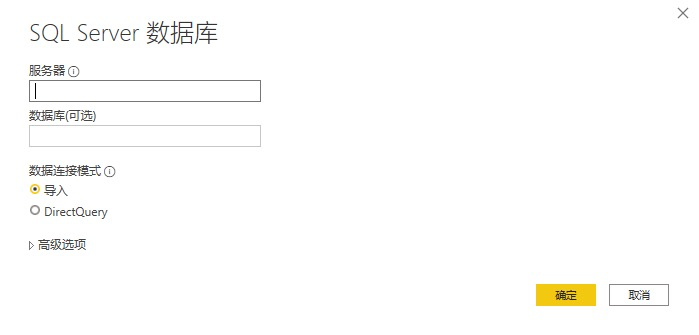 SQL Server 数据库
服务器
数据库(可选)
数据连接模式
导入
DirectQuery
高级选项
确定
取消